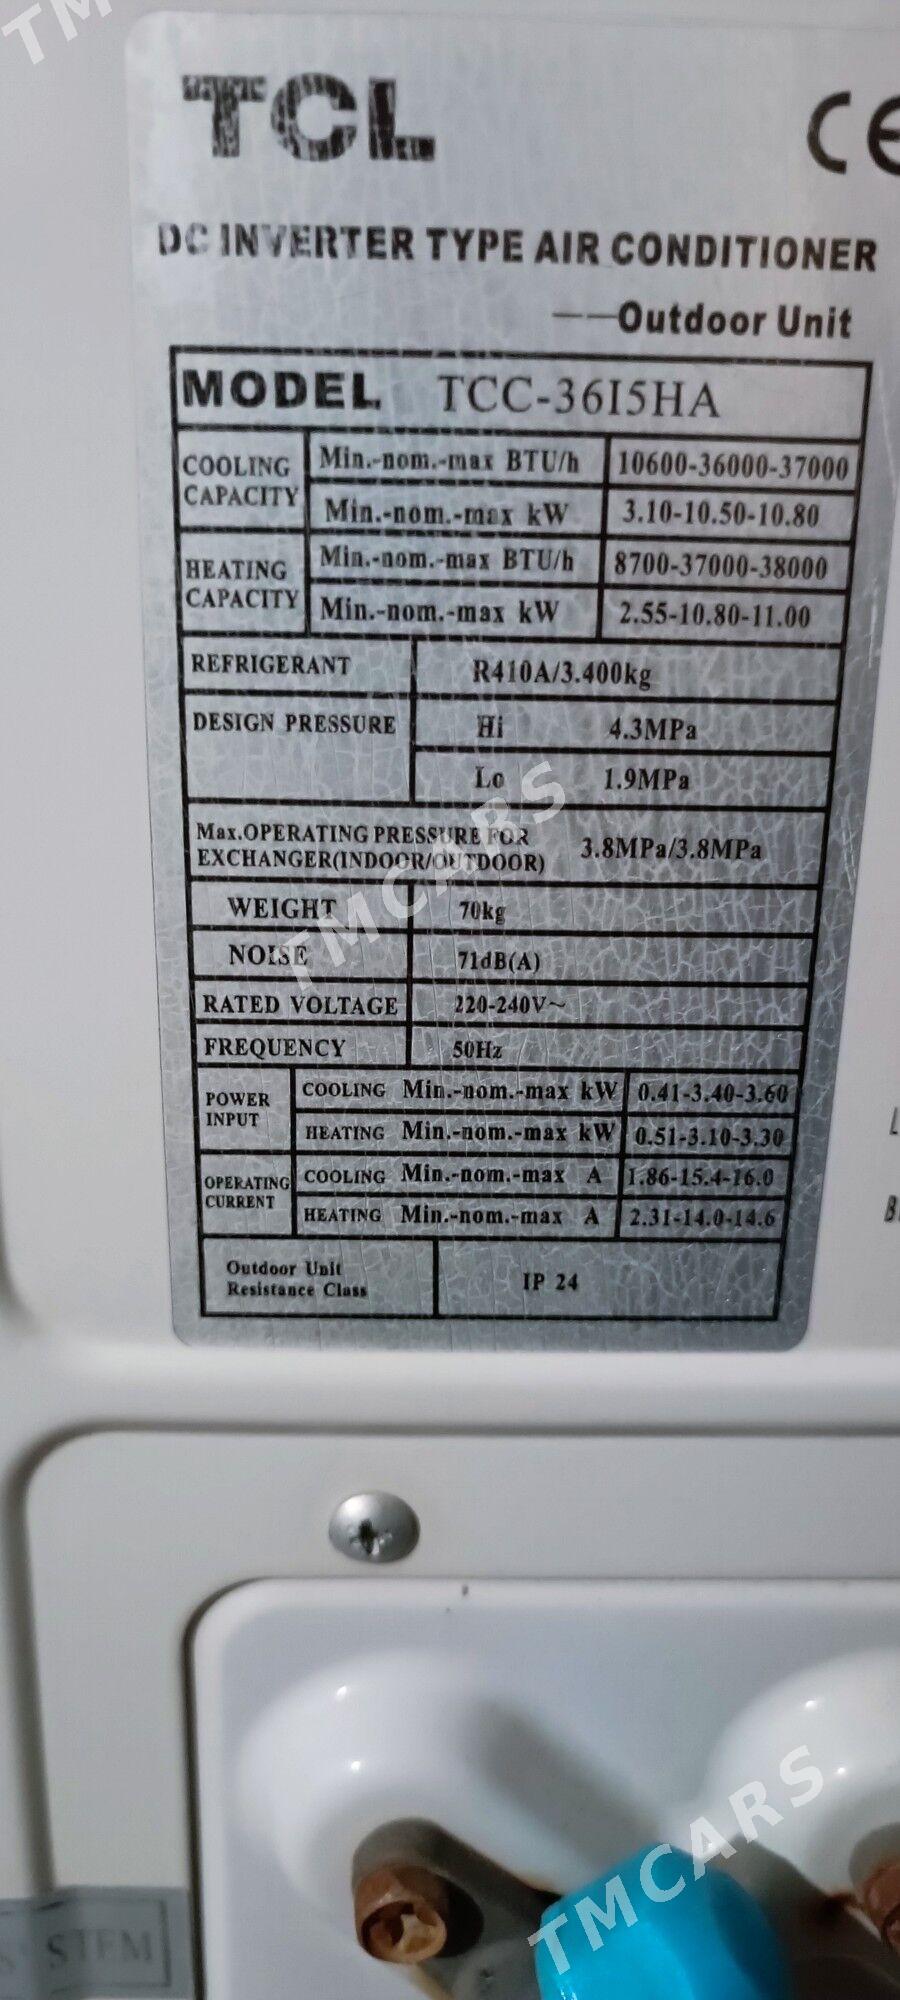 TM
TCL
CE
DC INVERTER TYPE AIR CONDITIONER
——Outdoor Unit
MODEL TCC-36I5HA
COOLING CAPACITY Min.-nom.-max BTU/h 10600-36000-37000
Min.-nom.-max kW 3.10-10.50-10.80
HEATING CAPACITY Min.-nom.-max BTU/h 8700-37000-38000
Min.-nom.-max kW 2.55-10.80-11.00
REFRIGERANT R410A/3.400kg
DESIGN PRESSURE Hi 4.3MPa
Lo 1.9MPa
Max.OPERATING PRESSURE FOR
EXCHANGER(INDOOR/OUTDOOR) 3.8MPa/3.8MPa
TMCARS
WEIGHT 70kg
NOISE 71dB(A)
RATED VOLTAGE 220-240V~
FREQUENCY 50Hz
POWER INPUT COOLING Min.-nom.-max kW 0.41-3.40-3.60
HEATING Min.-nom.-max kW 0.51-3.10-3.30
OPERATING CURRENT COOLING Min.-nom.-max A 1.86-15.4-16.0
HEATING Min.-nom.-max A 2.31-14.0-14.6
Outdoor Unit
Resistance Class IP 24
TMCARS
STEM